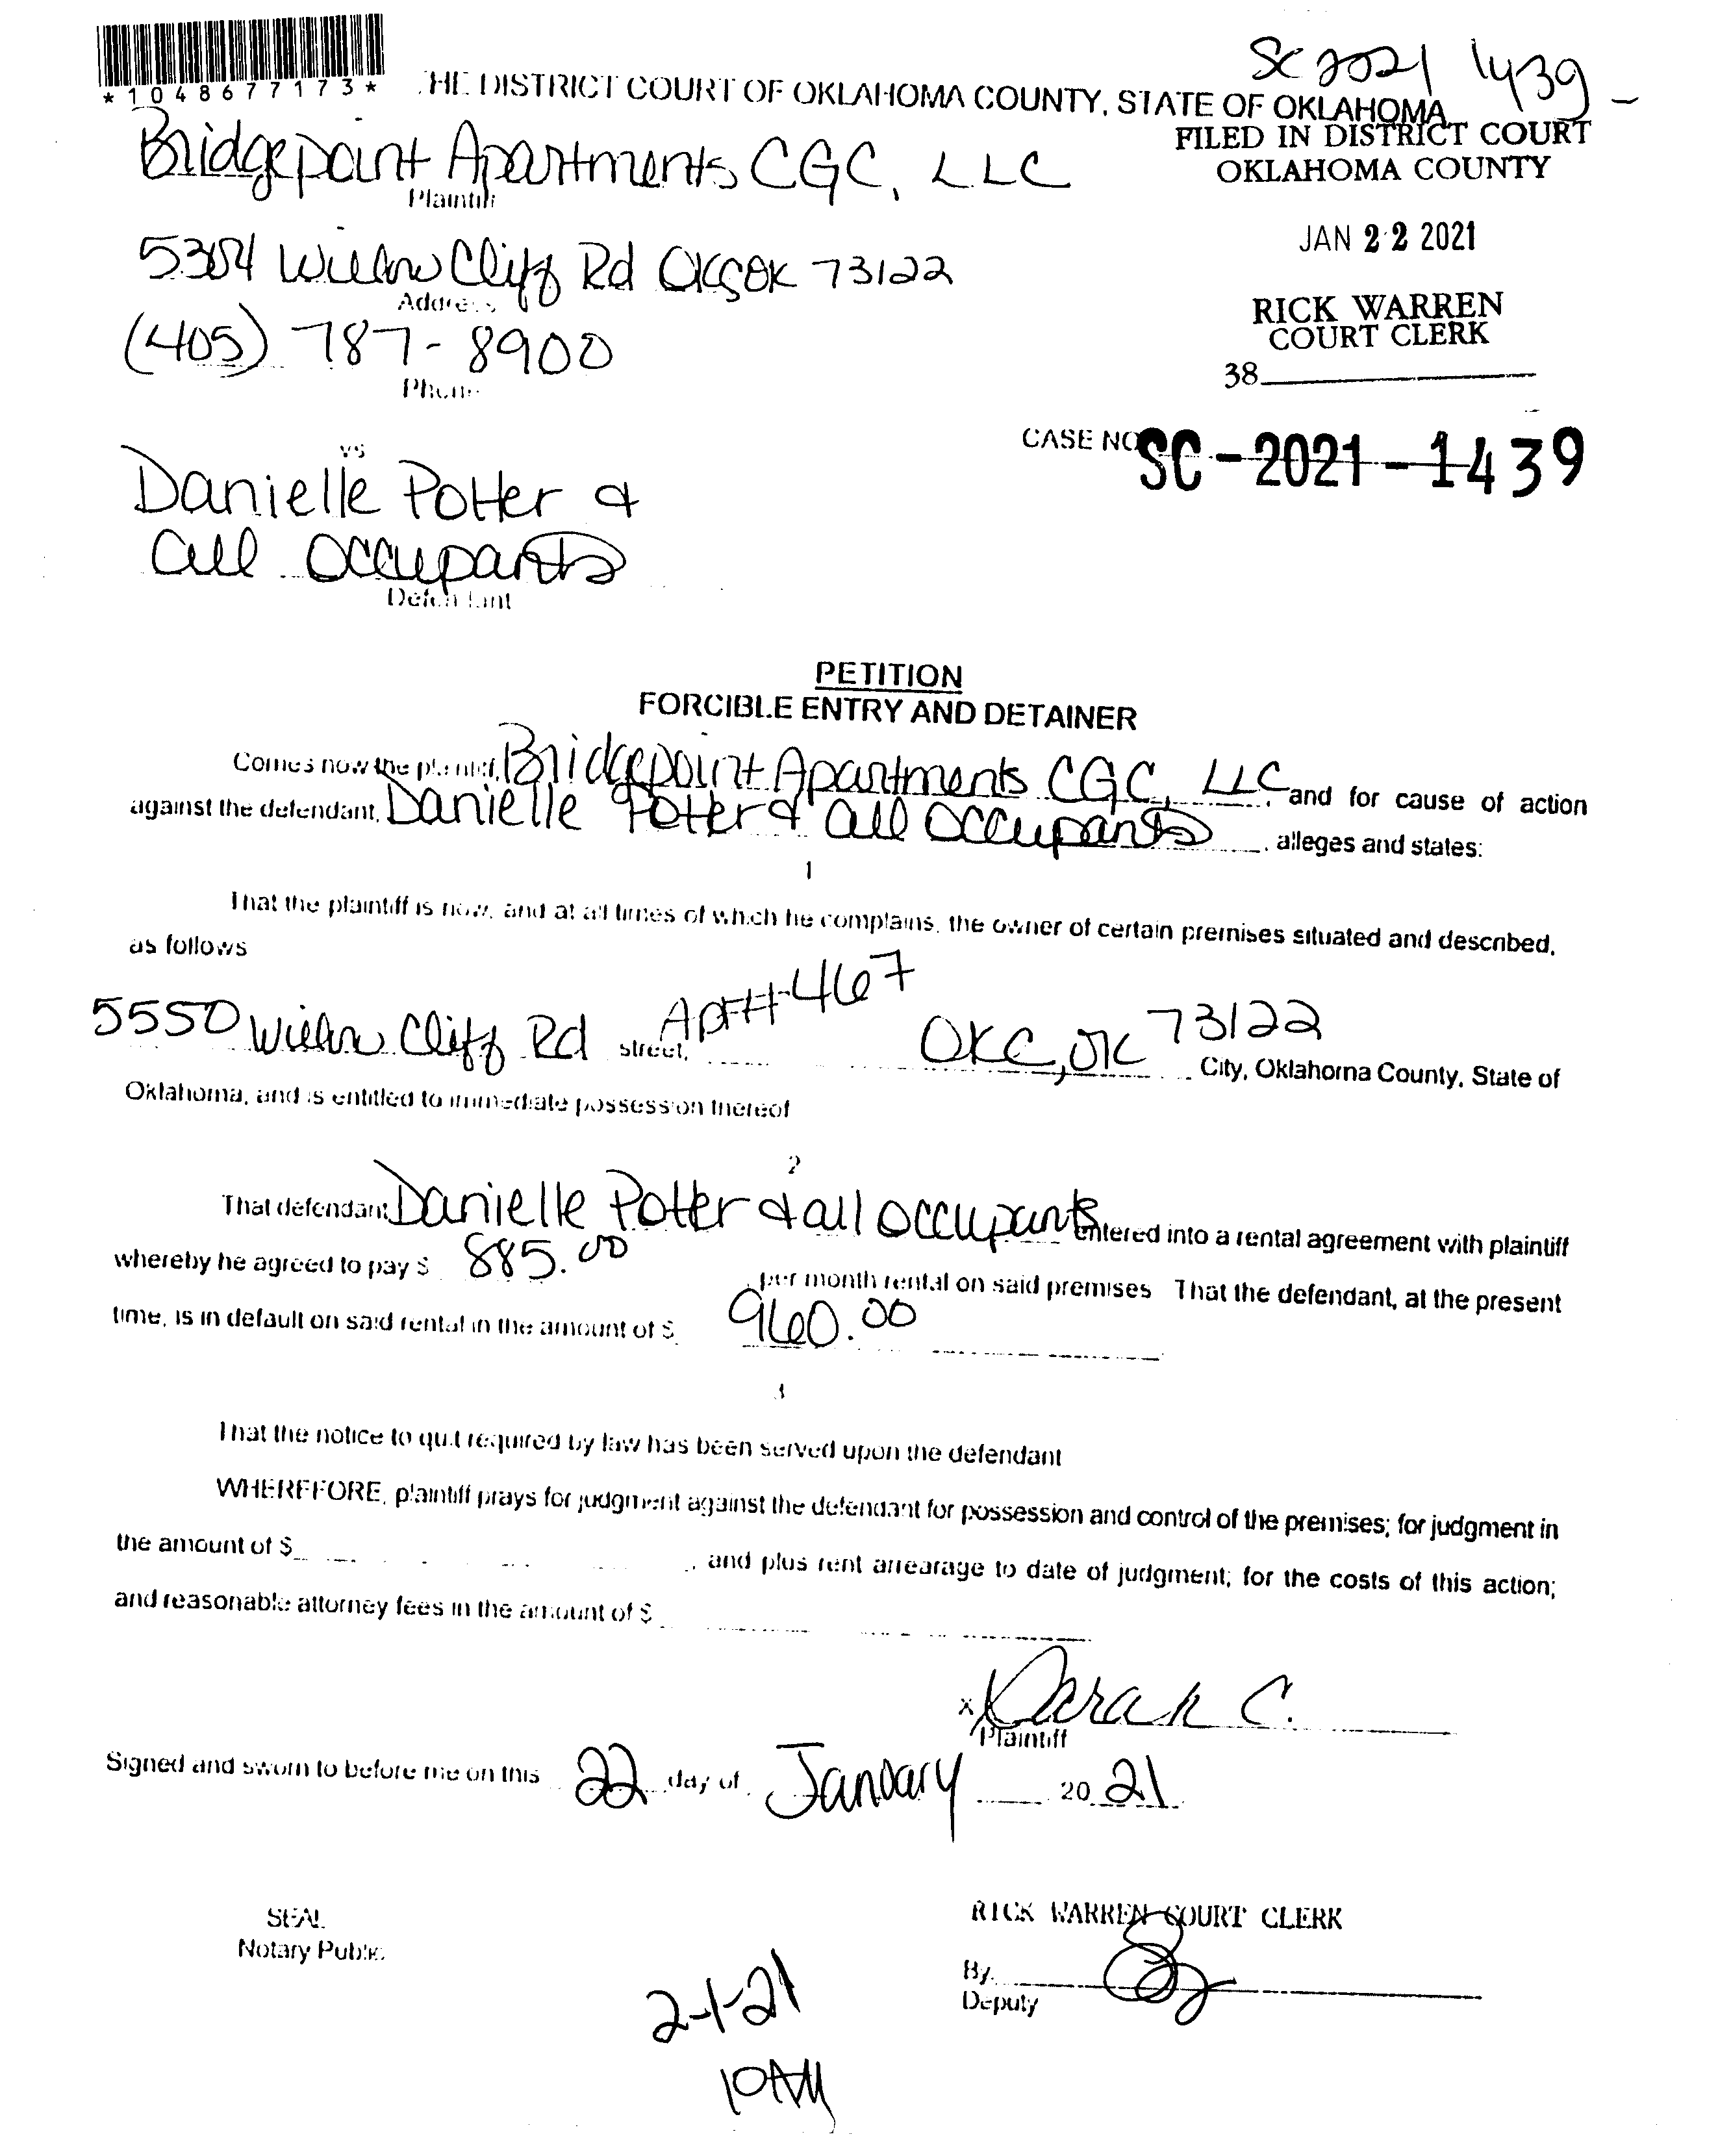 SC 2021 1439
*1048677173*
THE DISTRICT COURT OF OKLAHOMA COUNTY, STATE OF OKLAHOMA
FILED IN DISTRICT COURT
OKLAHOMA COUNTY
Bridgepoint Apartments CGC, LLC
Plaintiff
JAN 22 2021
5304 Willow Cliff Rd OKC OK 73122
Address
RICK WARREN
COURT CLERK
(405) 787-8900
Phone
38
CASE NO SC-2021-1439
vs
Danielle Potter &
all occupants
Defendant
PETITION
FORCIBLE ENTRY AND DETAINER
Comes now the plaintiff, Bridgepoint Apartments CGC, LLC, and for cause of action
against the defendant, Danielle Potter & all occupants, alleges and states:
1
That the plaintiff is now, and at all times of which he complains, the owner of certain premises situated and described,
as follows
5550 Willow Cliff Rd street, Apt# 467 OKC, OK 73122 City, Oklahoma County, State of
Oklahoma, and is entitled to immediate possession thereof
2
That defendant, Danielle Potter & all occupants entered into a rental agreement with plaintiff
whereby he agreed to pay $ 885.00, per month rental on said premises That the defendant, at the present
time, is in default on said rental in the amount of $ 960.00
3
That the notice to quit required by law has been served upon the defendant
WHEREFORE, plaintiff prays for judgment against the defendant for possession and control of the premises; for judgment in
the amount of $, and plus rent arrearage to date of judgment; for the costs of this action;
and reasonable attorney fees in the amount of $
x Sarah C.
Plaintiff
Signed and sworn to before me on this 22 day of January 20 21
SEAL
Notary Public
RICK WARREN COURT CLERK
By
Deputy
2-1-21
10AM